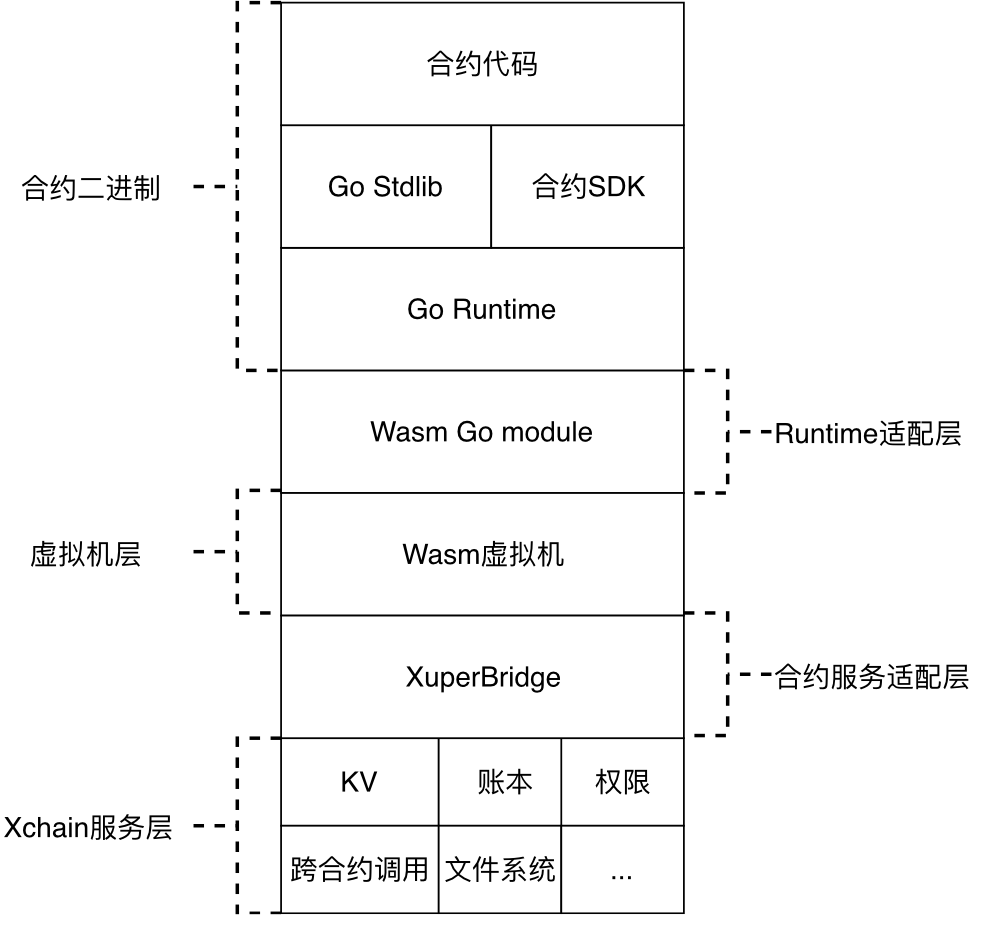 合约代码
合约二进制
Go Stdlib
合约SDK
Go Runtime
Wasm Go module
Runtime适配层
虚拟机层
Wasm虚拟机
XuperBridge
合约服务适配层
KV
账本
权限
Xchain服务层
跨合约调用
文件系统
...